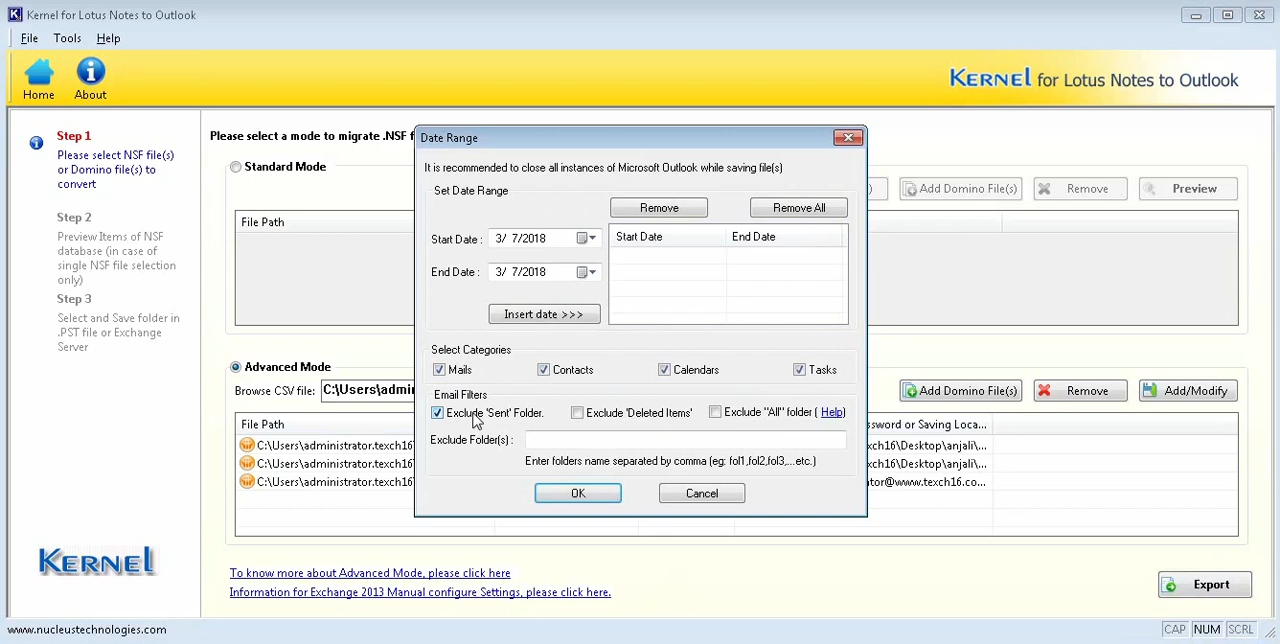 Kernel for Lotus Notes to Outlook
File Tools Help
Home About
KERNEL for Lotus Notes to Outlook
Step 1
Please select NSF file(s)
or Domino file(s) to
convert
Step 2
Preview Items of NSF
database (in case of
single NSF file selection
only)
Step 3
Select and Save folder in
.PST file or Exchange
Server
KERNEL
Please select a mode to migrate .NSF f
Standard Mode
) Add Domino File(s) Remove Preview
File Path
Advanced Mode
Browse CSV file: C:\Users\admin
Add Domino File(s) Remove Add/Modify
File Path
ssword or Saving Loca...
C:\Users\administrator.texch16\
texch16\Desktop\anjali\...
C:\Users\administrator.texch16\
texch16\Desktop\anjali\...
C:\Users\administrator.texch16\
ator@www.texch16.co...
Date Range
It is recommended to close all instances of Microsoft Outlook while saving file(s)
Set Date Range
Remove Remove All
Start Date : 3/ 7/2018
End Date : 3/ 7/2018
Insert date >>>
Start Date End Date
Select Categories
Mails Contacts Calendars Tasks
Email Filters
Exclude 'Sent' Folder. Exclude 'Deleted Items' Exclude "All" folder ( Help)
Exclude Folder(s) :
Enter folders name separated by comma (eg: fol1,fol2,fol3,...etc.)
OK Cancel
To know more about Advanced Mode, please click here
Information for Exchange 2013 Manual configure Settings, please click here.
Export
www.nucleustechnologies.com
CAP NUM SCRL